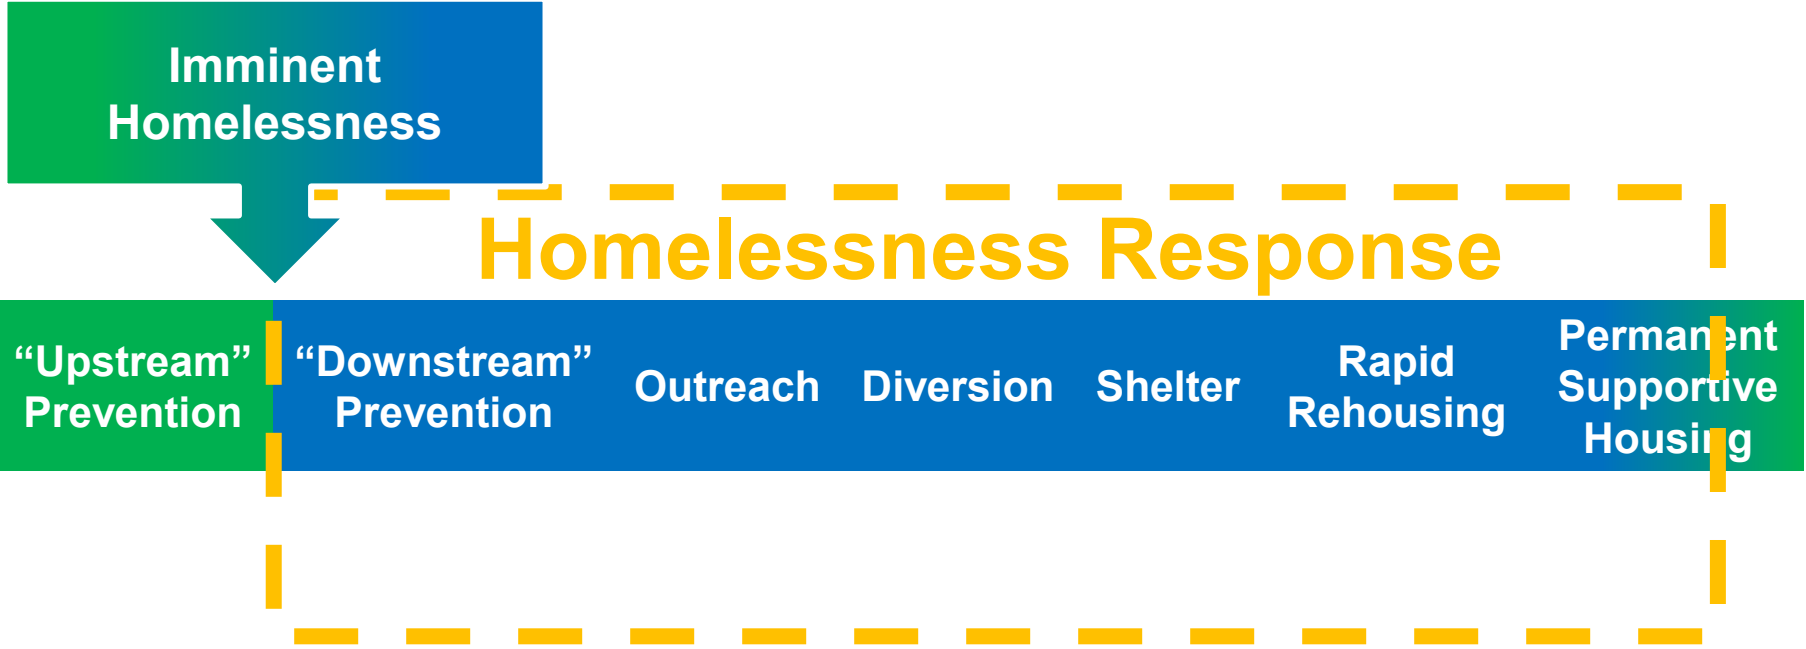 Imminent
Homelessness
Homelessness Response
“Upstream”
Prevention
“Downstream”
Prevention
Outreach
Diversion
Shelter
Rapid
Rehousing
Permanent
Supportive
Housing